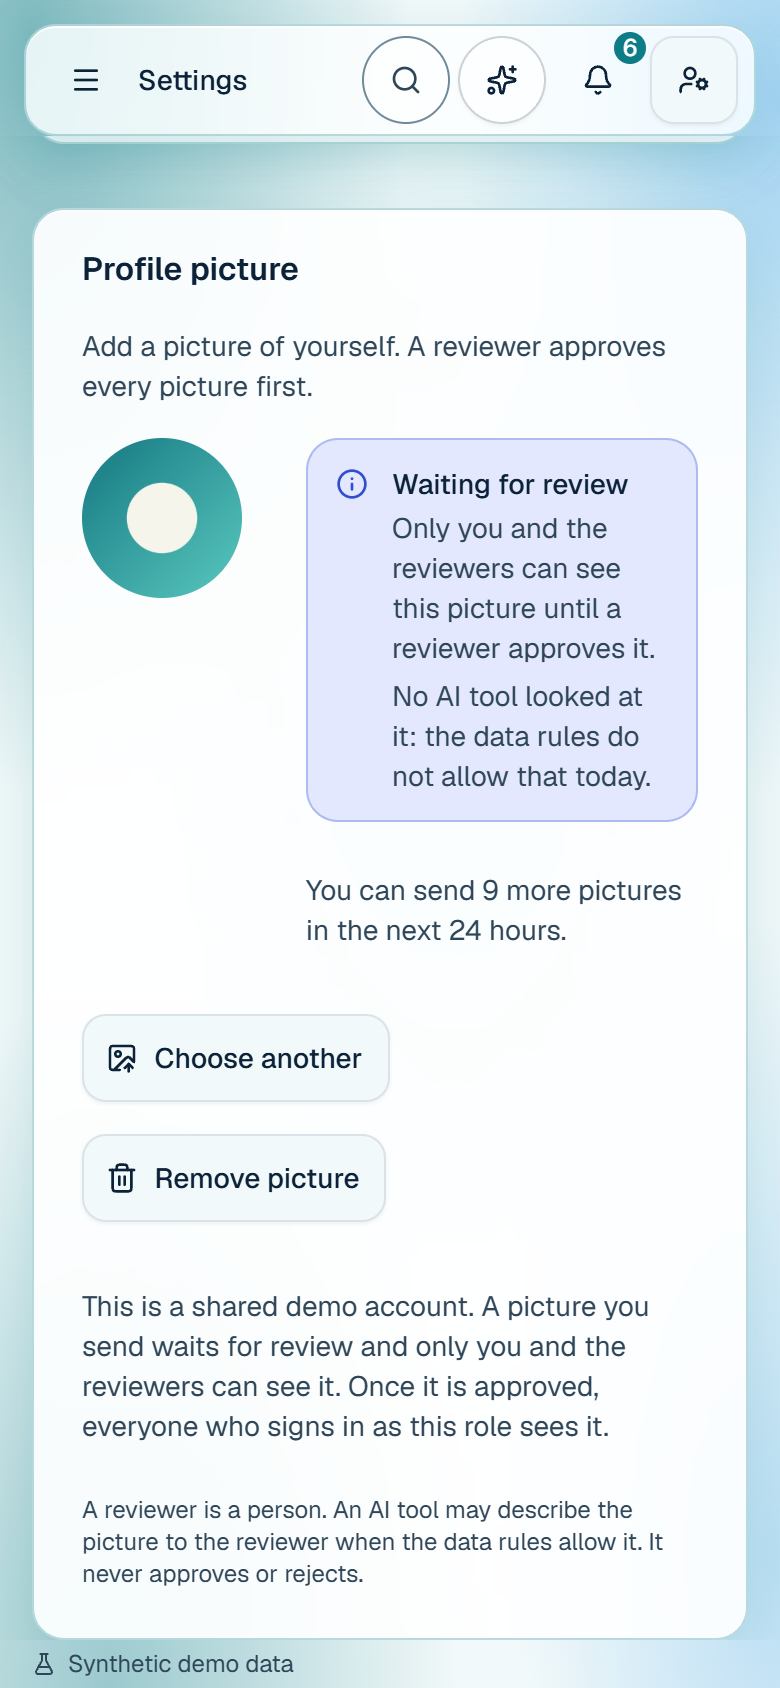 Settings
6
Profile picture
Add a picture of yourself. A reviewer approves
every picture first.
Waiting for review
Only you and the
reviewers can see
this picture until a
reviewer approves it.
No AI tool looked at
it: the data rules do
not allow that today.
You can send 9 more pictures
in the next 24 hours.
Choose another
Remove picture
This is a shared demo account. A picture you
send waits for review and only you and the
reviewers can see it. Once it is approved,
everyone who signs in as this role sees it.
A reviewer is a person. An AI tool may describe the
picture to the reviewer when the data rules allow it. It
never approves or rejects.
Synthetic demo data